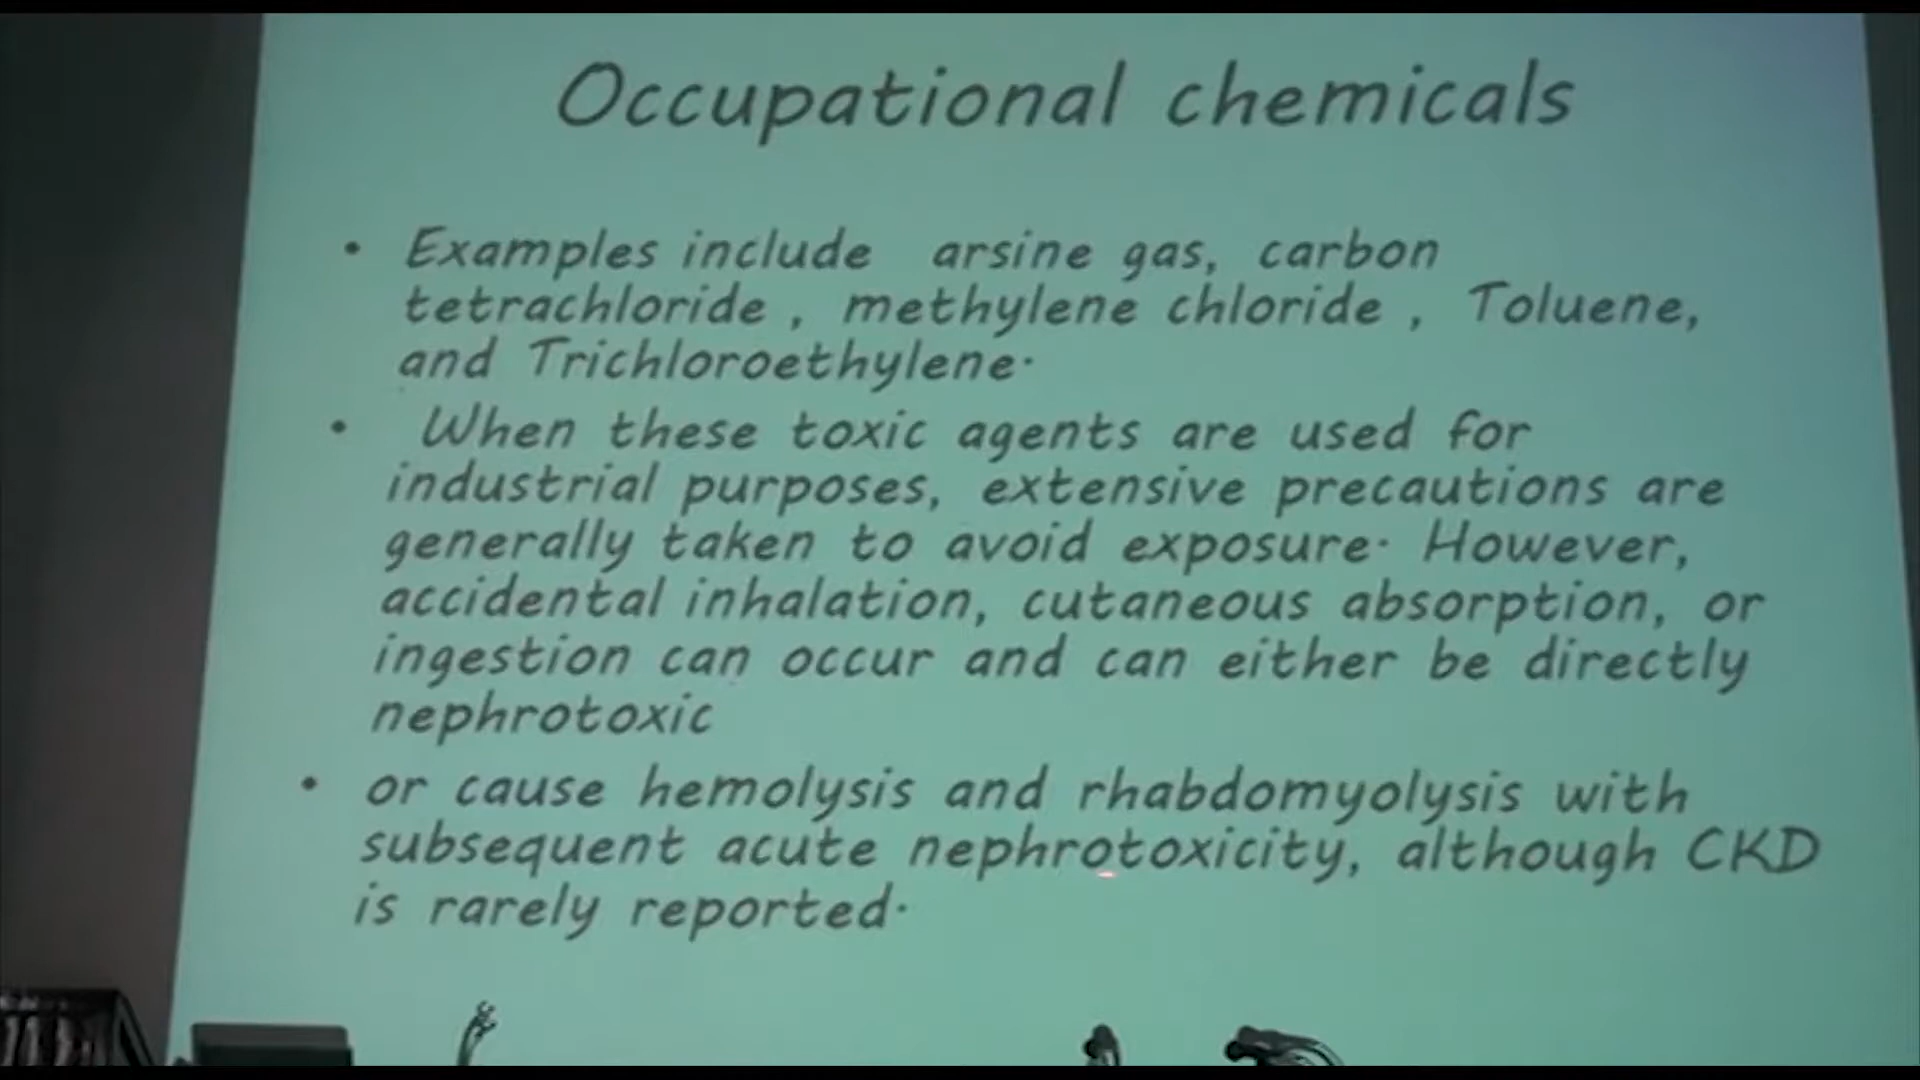 Occupational chemicals
• Examples include arsine gas, carbon
tetrachloride , methylene chloride , Toluene,
and Trichloroethylene.
• When these toxic agents are used for
industrial purposes, extensive precautions are
generally taken to avoid exposure. However,
accidental inhalation, cutaneous absorption, or
ingestion can occur and can either be directly
nephrotoxic
• or cause hemolysis and rhabdomyolysis with
subsequent acute nephrotoxicity, although CKD
is rarely reported.